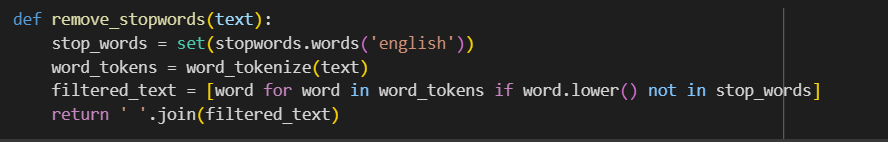 def remove_stopwords(text):
    stop_words = set(stopwords.words('english'))
    word_tokens = word_tokenize(text)
    filtered_text = [word for word in word_tokens if word.lower() not in stop_words]
    return ' '.join(filtered_text)